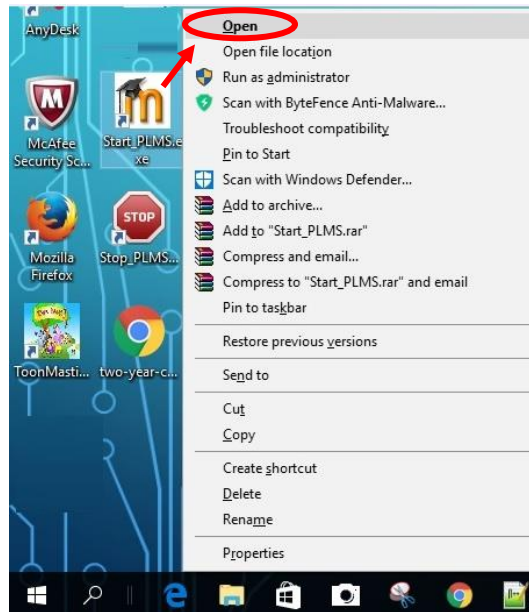 AnyDesk
McAfee
Security Sc...
Start_PLMS.e
xe
Mozilla
Firefox
STOP
Stop_PLMS...
ToonMasti...
two-year-c...
Open
Open file location
Run as administrator
Scan with ByteFence Anti-Malware...
Troubleshoot compatibility
Pin to Start
Scan with Windows Defender...
Add to archive...
Add to "Start_PLMS.rar"
Compress and email...
Compress to "Start_PLMS.rar" and email
Pin to taskbar
Restore previous versions
Send to
Cut
Copy
Create shortcut
Delete
Rename
Properties